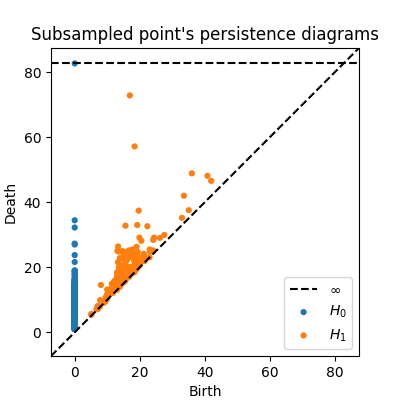 Subsampled point's persistence diagrams
Death
80
60
40
20
0
0 20 40 60 80
Birth
∞
H₀
H₁